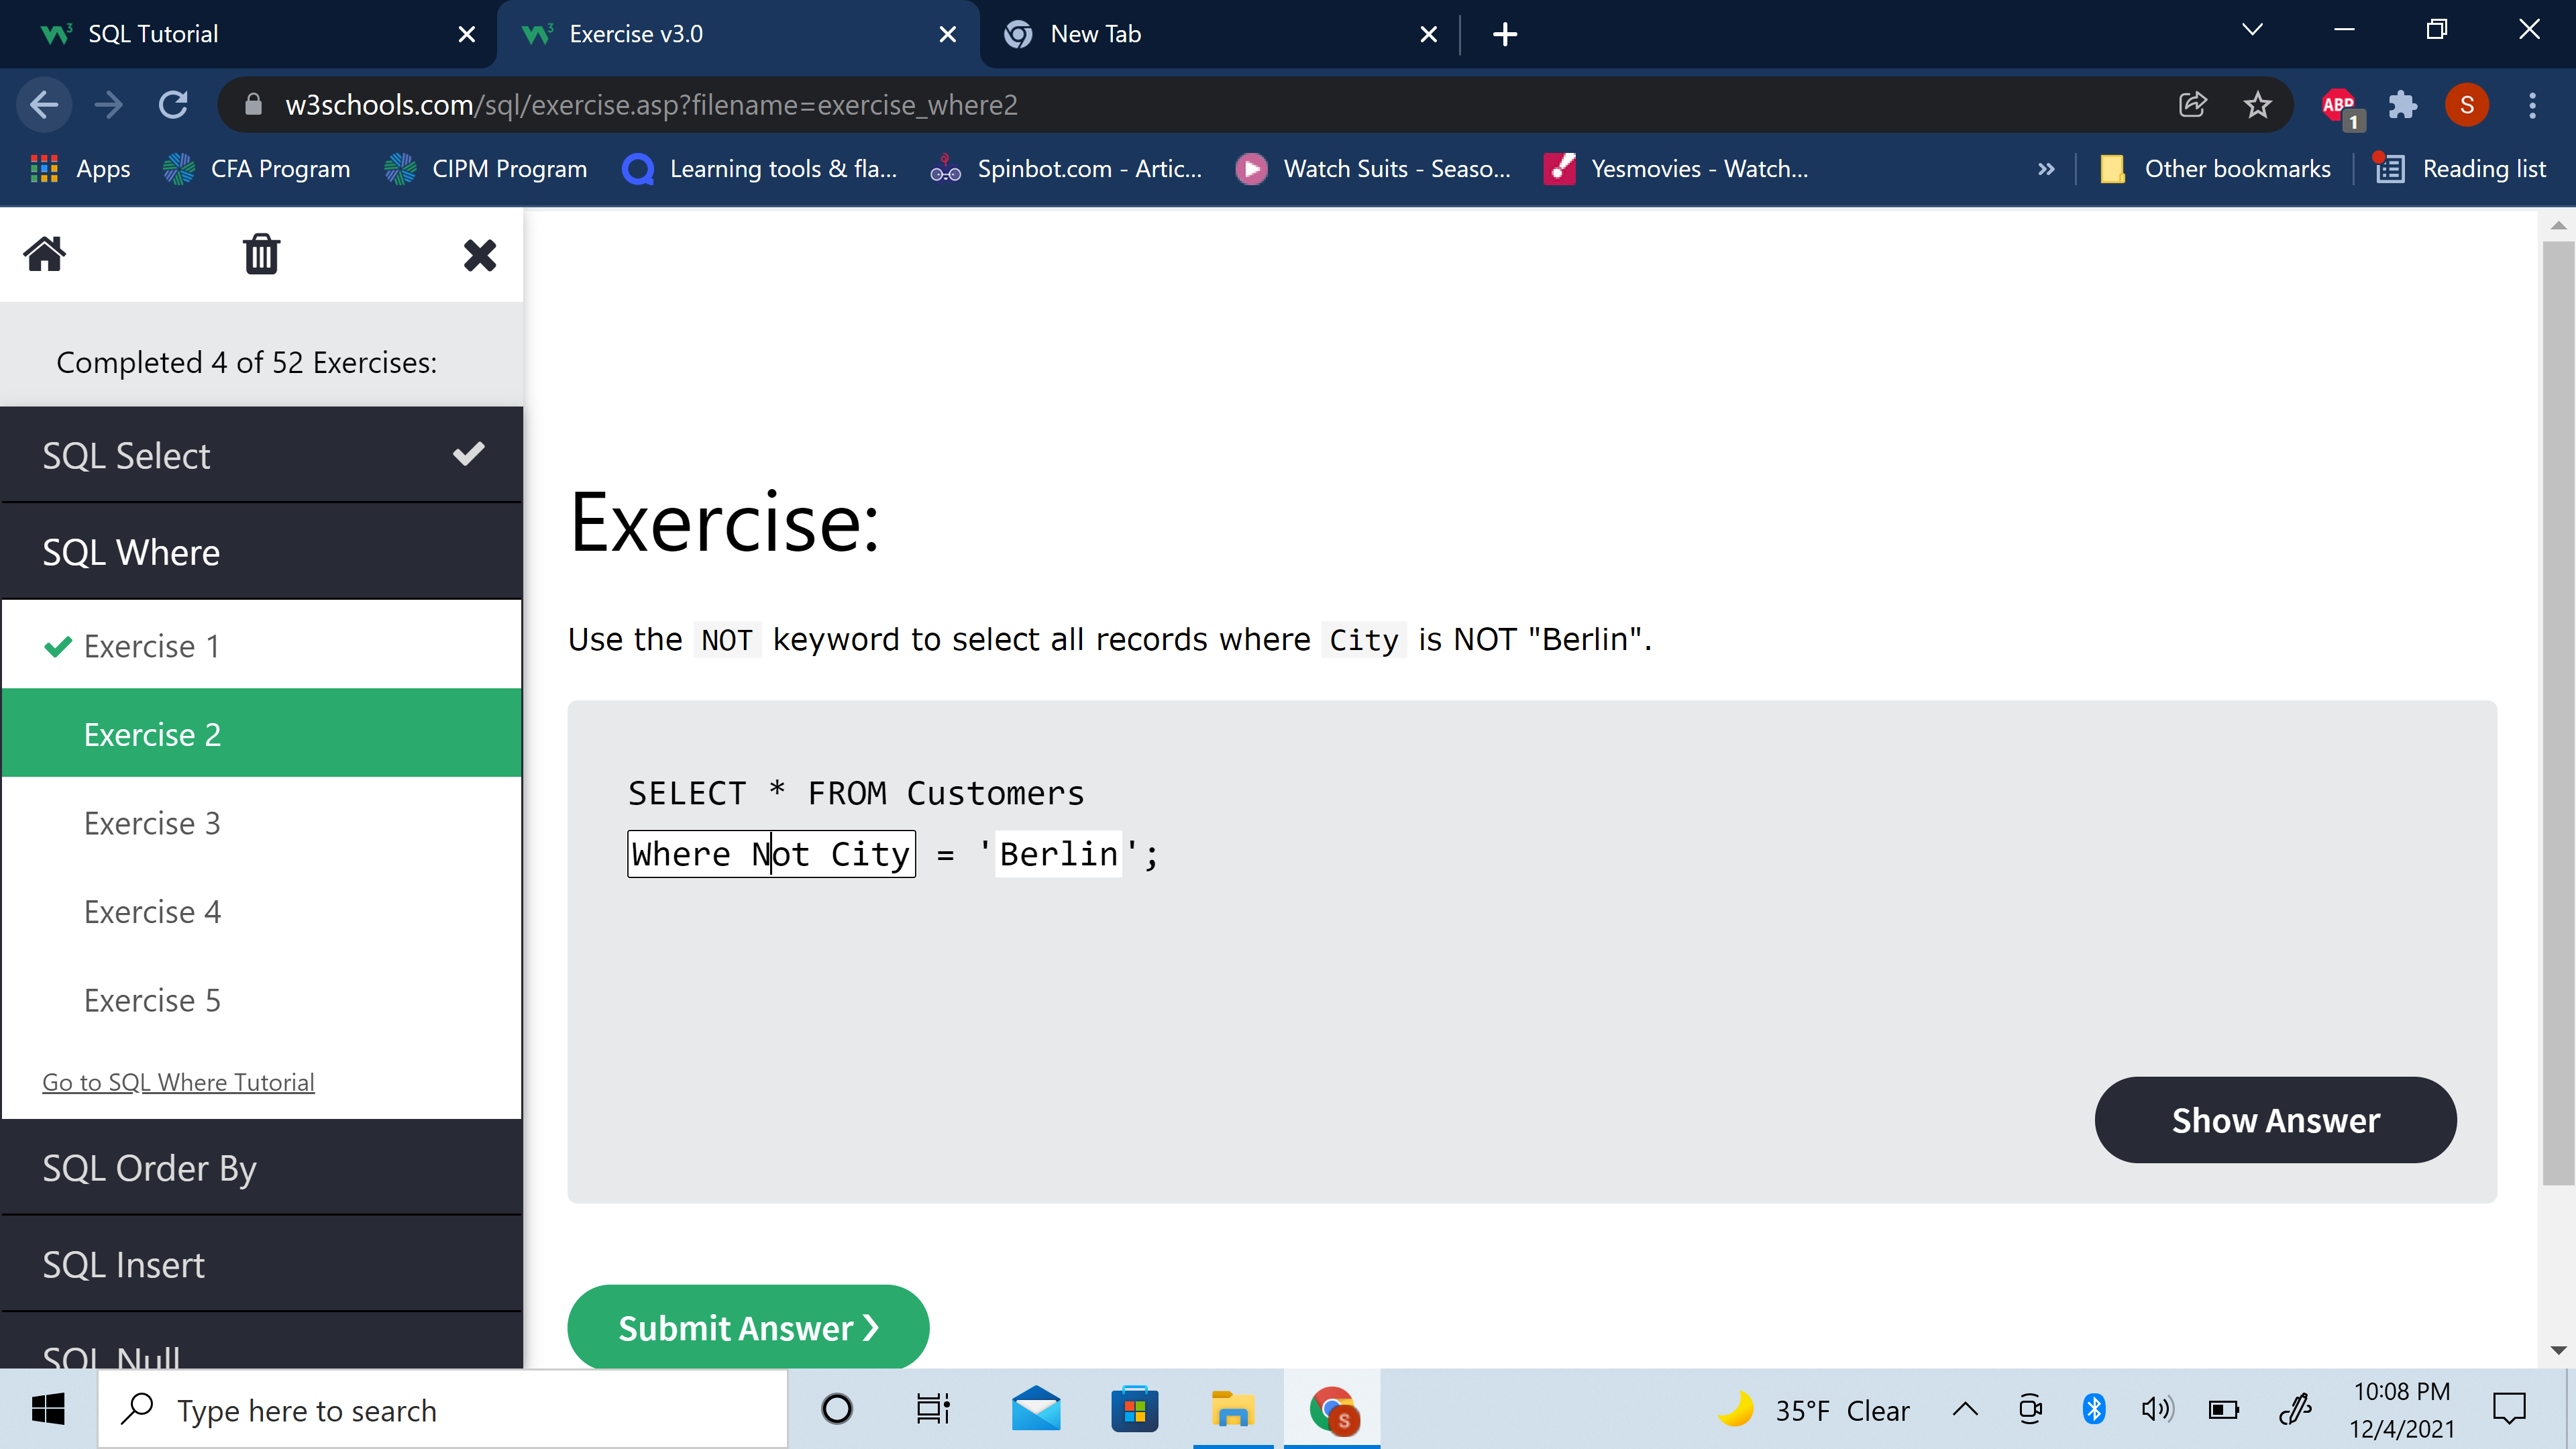 SQL Tutorial
Exercise v3.0
New Tab
w3schools.com/sql/exercise.asp?filename=exercise_where2
ABP
1
S
Apps
CFA Program
CIPM Program
Learning tools & fla...
Spinbot.com - Artic...
Watch Suits - Seaso...
Yesmovies - Watch...
»
Other bookmarks
Reading list
Completed 4 of 52 Exercises:
SQL Select
SQL Where
Exercise 1
Exercise 2
Exercise 3
Exercise 4
Exercise 5
Go to SQL Where Tutorial
SQL Order By
SQL Insert
SQL Null
Exercise:
Use the NOT keyword to select all records where City is NOT "Berlin".
SELECT * FROM Customers
Where Not City = 'Berlin';
Show Answer
Submit Answer ❯
Type here to search
S
35°F Clear
10:08 PM
12/4/2021